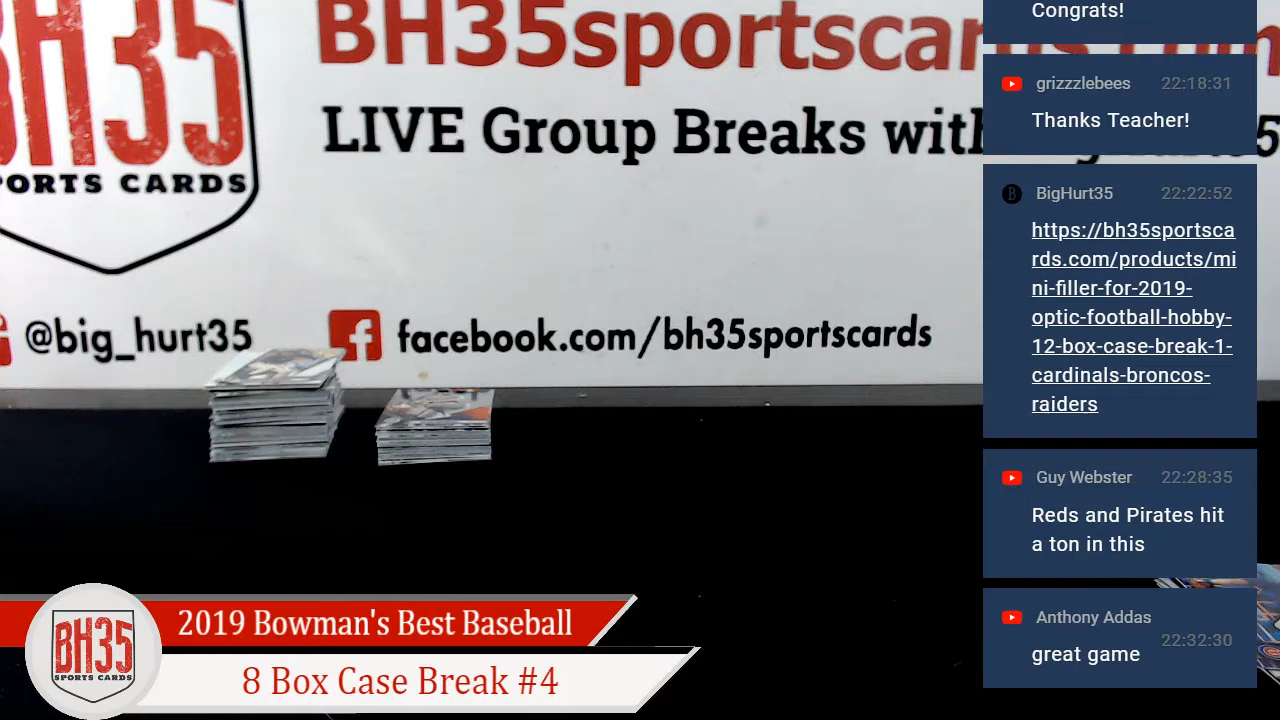 BH35
SPORTS CARDS
BH35sportscards.com
LIVE Group Breaks with
@big_hurt35
facebook.com/bh35sportscards
Congrats!
grizzzlebees 22:18:31
Thanks Teacher!
BigHurt35 22:22:52
https://bh35sportsca
rds.com/products/mi
ni-filler-for-2019-
optic-football-hobby-
12-box-case-break-1-
cardinals-broncos-
raiders
Guy Webster 22:28:35
Reds and Pirates hit
a ton in this
Anthony Addas 22:32:30
great game
2019 Bowman's Best Baseball
8 Box Case Break #4
BH35
SPORTS CARDS